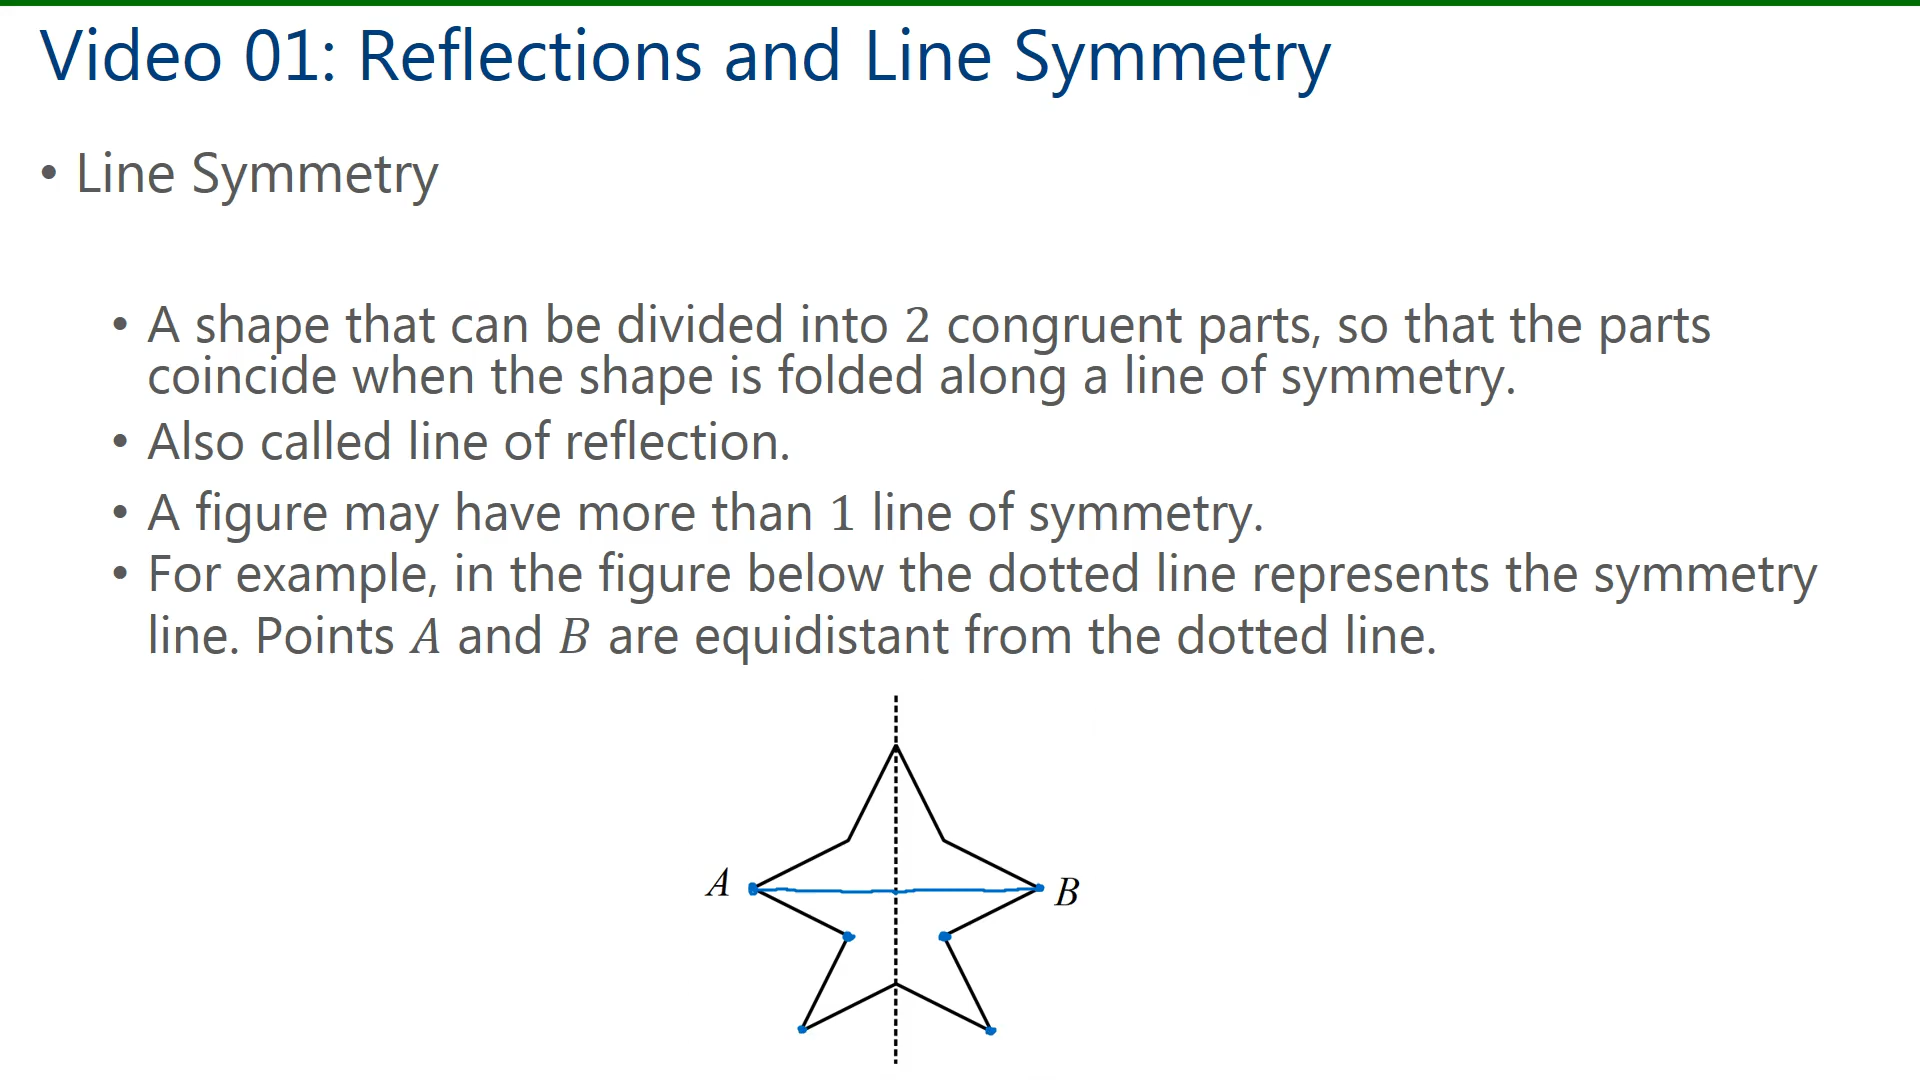 Video 01: Reflections and Line Symmetry
• Line Symmetry
• A shape that can be divided into 2 congruent parts, so that the parts
coincide when the shape is folded along a line of symmetry.
• Also called line of reflection.
• A figure may have more than 1 line of symmetry.
• For example, in the figure below the dotted line represents the symmetry
line. Points A and B are equidistant from the dotted line.
A
B